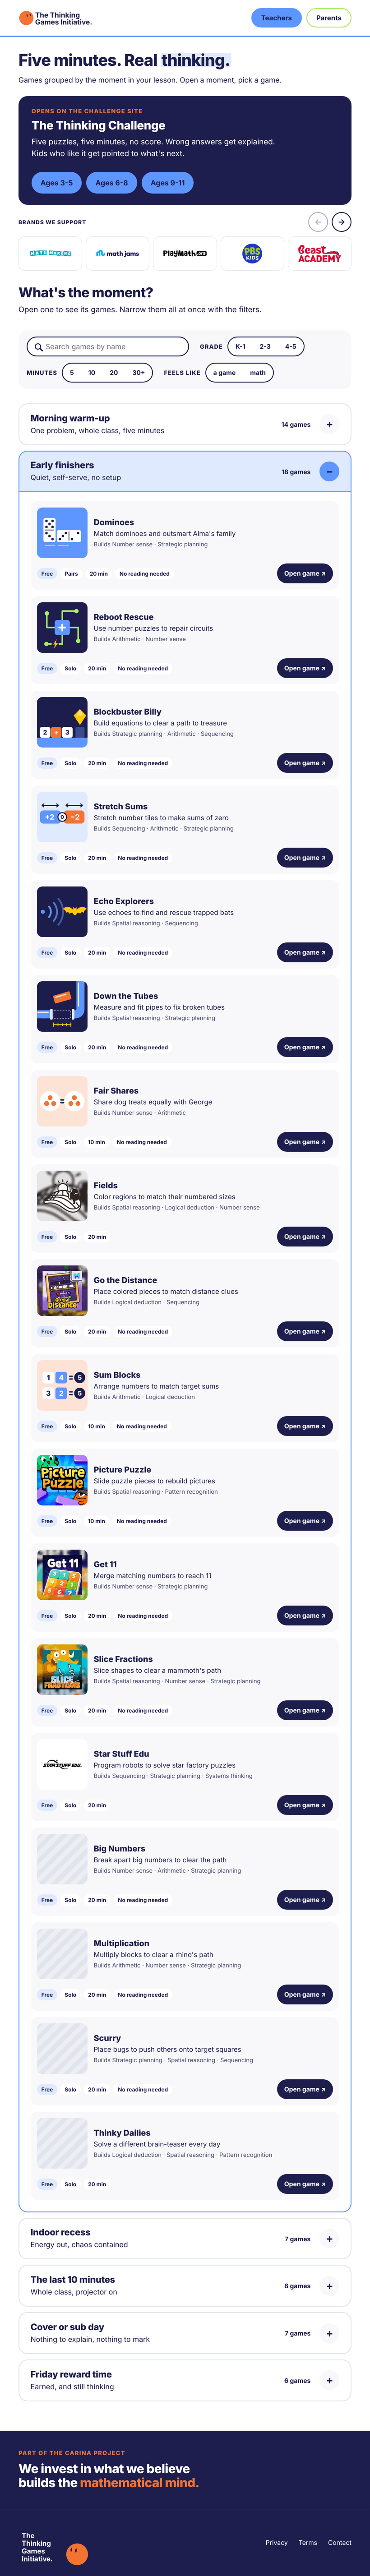 The Thinking
Games Initiative.
Teachers
Parents
Five minutes. Real thinking.
Games grouped by the moment in your lesson. Open a moment, pick a game.
OPENS ON THE CHALLENGE SITE
The Thinking Challenge
Five puzzles, five minutes, no score. Wrong answers get explained.
Kids who like it get pointed to what's next.
Ages 3-5
Ages 6-8
Ages 9-11
BRANDS WE SUPPORT
math jams
PBS
KIDS
Beast
ACADEMY
What's the moment?
Open one to see its games. Narrow them all at once with the filters.
Search games by name
GRADE
K-1
2-3
4-5
MINUTES
5
10
20
30+
FEELS LIKE
a game
math
Morning warm-up
One problem, whole class, five minutes
14 games
Early finishers
Quiet, self-serve, no setup
18 games
Dominoes
Match dominoes and outsmart Alma's family
Builds Number sense · Strategic planning
Free
Pairs
20 min
No reading needed
Open game ↗
Reboot Rescue
Use number puzzles to repair circuits
Builds Arithmetic · Number sense
Free
Solo
20 min
No reading needed
Open game ↗
2 + 3
Blockbuster Billy
Build equations to clear a path to treasure
Builds Strategic planning · Arithmetic · Sequencing
Free
Solo
20 min
No reading needed
Open game ↗
+2 0 -2
Stretch Sums
Stretch number tiles to make sums of zero
Builds Sequencing · Arithmetic · Strategic planning
Free
Solo
20 min
No reading needed
Open game ↗
Echo Explorers
Use echoes to find and rescue trapped bats
Builds Spatial reasoning · Sequencing
Free
Solo
20 min
No reading needed
Open game ↗
Down the Tubes
Measure and fit pipes to fix broken tubes
Builds Spatial reasoning · Strategic planning
Free
Solo
20 min
No reading needed
Open game ↗
=
Fair Shares
Share dog treats equally with George
Builds Number sense · Arithmetic
Free
Solo
10 min
No reading needed
Open game ↗
Fields
Color regions to match their numbered sizes
Builds Spatial reasoning · Logical deduction · Number sense
Free
Solo
20 min
Open game ↗
Go the
Distance
Go the Distance
Place colored pieces to match distance clues
Builds Logical deduction · Sequencing
Free
Solo
20 min
No reading needed
Open game ↗
1 4 = 5
3 2 = 5
Sum Blocks
Arrange numbers to match target sums
Builds Arithmetic · Logical deduction
Free
Solo
10 min
No reading needed
Open game ↗
Picture
Puzzle
Picture Puzzle
Slide puzzle pieces to rebuild pictures
Builds Spatial reasoning · Pattern recognition
Free
Solo
10 min
No reading needed
Open game ↗
Get 11
Get 11
Merge matching numbers to reach 11
Builds Number sense · Strategic planning
Free
Solo
20 min
No reading needed
Open game ↗
SLICE
FRACTIONS
Slice Fractions
Slice shapes to clear a mammoth's path
Builds Spatial reasoning · Number sense · Strategic planning
Free
Solo
20 min
No reading needed
Open game ↗
STAR STUFF EDU.
Star Stuff Edu
Program robots to solve star factory puzzles
Builds Sequencing · Strategic planning · Systems thinking
Free
Solo
20 min
Open game ↗
Big Numbers
Break apart big numbers to clear the path
Builds Number sense · Arithmetic · Strategic planning
Free
Solo
20 min
No reading needed
Open game ↗
Multiplication
Multiply blocks to clear a rhino's path
Builds Arithmetic · Number sense · Strategic planning
Free
Solo
20 min
No reading needed
Open game ↗
Scurry
Place bugs to push others onto target squares
Builds Strategic planning · Spatial reasoning · Sequencing
Free
Solo
20 min
No reading needed
Open game ↗
Thinky Dailies
Solve a different brain-teaser every day
Builds Logical deduction · Spatial reasoning · Pattern recognition
Free
Solo
20 min
Open game ↗
Indoor recess
Energy out, chaos contained
7 games
The last 10 minutes
Whole class, projector on
8 games
Cover or sub day
Nothing to explain, nothing to mark
7 games
Friday reward time
Earned, and still thinking
6 games
PART OF THE CARINA PROJECT
We invest in what we believe
builds the mathematical mind.
The
Thinking
Games
Initiative.
Privacy
Terms
Contact